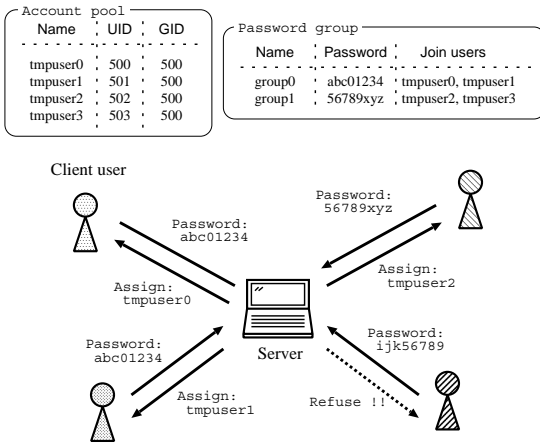 Account pool
Name UID GID
tmpuser0 500 500
tmpuser1 501 500
tmpuser2 502 500
tmpuser3 503 500
Password group
Name Password Join users
group0 abc01234 tmpuser0, tmpuser1
group1 56789xyz tmpuser2, tmpuser3
Client user
Password:
abc01234
Assign:
tmpuser0
Password:
56789xyz
Assign:
tmpuser2
Password:
abc01234
Assign:
tmpuser1
Server
Password:
ijk56789
Refuse !!